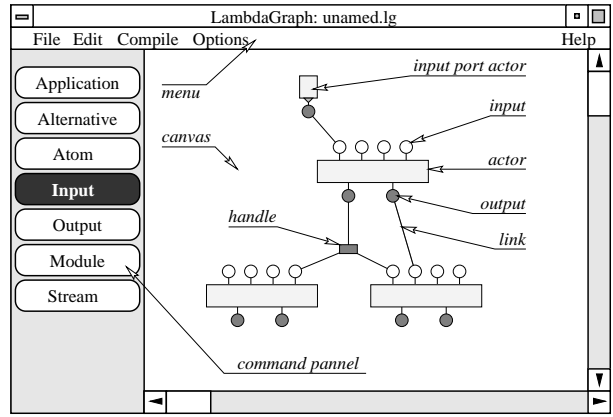 LambdaGraph: unamed.lg
File Edit Compile Options Help
Application
Alternative
Atom
Input
Output
Module
Stream
menu
canvas
input port actor
input
actor
output
link
handle
command pannel